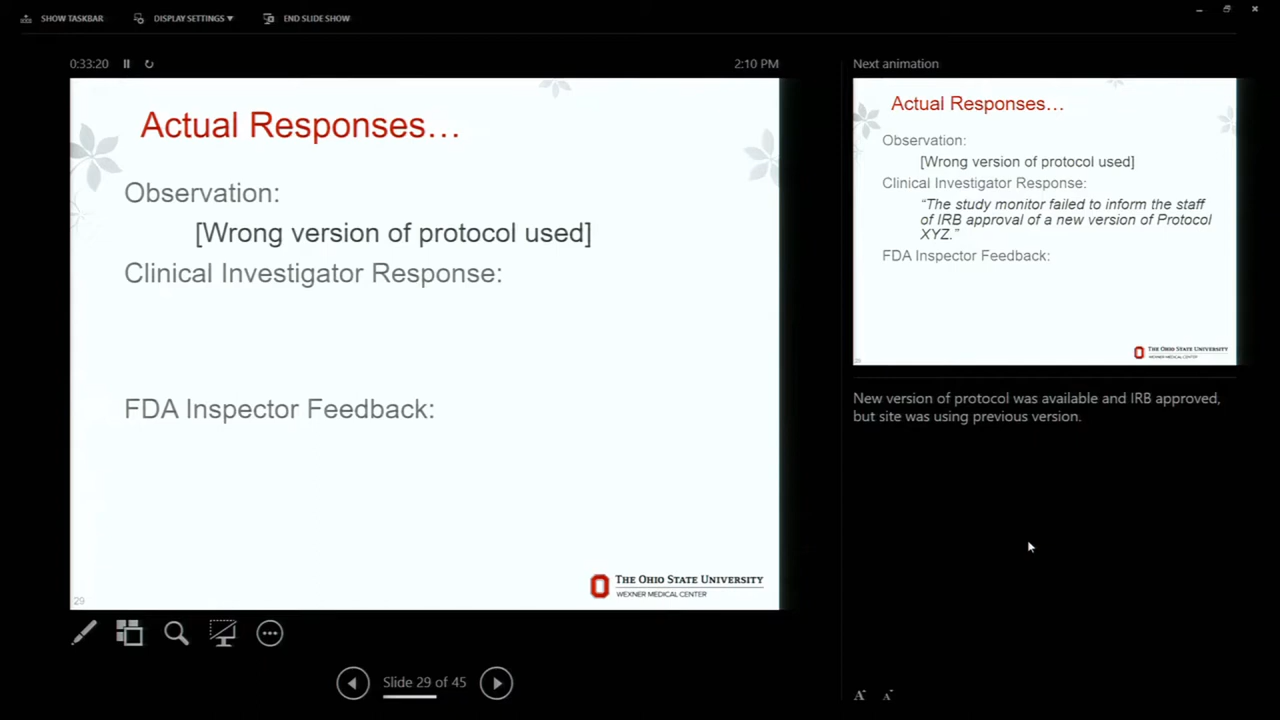 SHOW TASKBAR
DISPLAY SETTINGS
END SLIDE SHOW
0:33:20
2:10 PM
Actual Responses…
Observation:
[Wrong version of protocol used]
Clinical Investigator Response:
FDA Inspector Feedback:
THE OHIO STATE UNIVERSITY
WEXNER MEDICAL CENTER
29
Slide 29 of 45
Next animation
Actual Responses…
Observation:
[Wrong version of protocol used]
Clinical Investigator Response:
“The study monitor failed to inform the staff
of IRB approval of a new version of Protocol
XYZ.”
FDA Inspector Feedback:
THE OHIO STATE UNIVERSITY
WEXNER MEDICAL CENTER
29
New version of protocol was available and IRB approved,
but site was using previous version.
A A